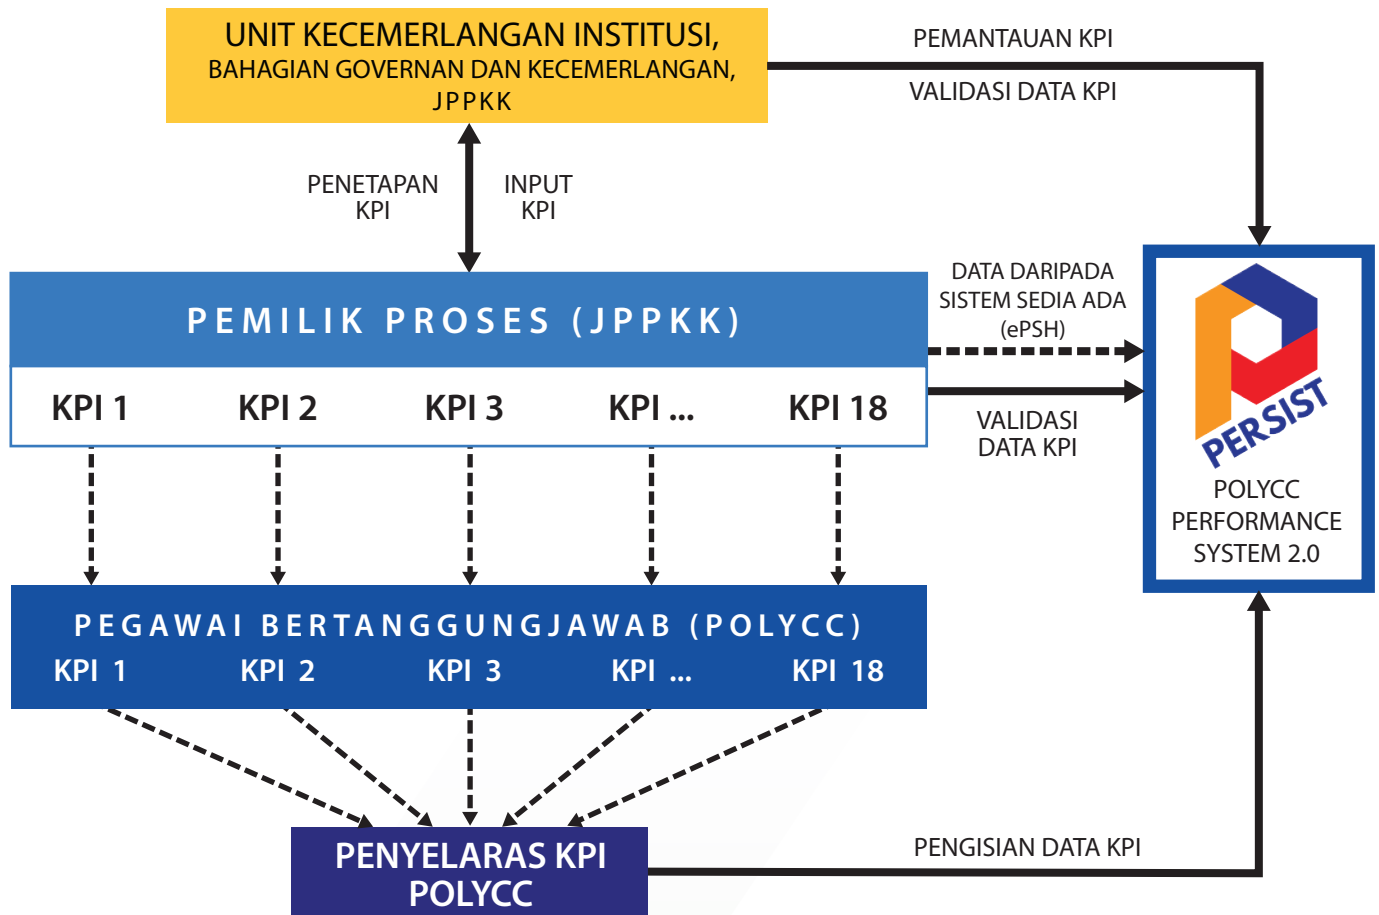 UNIT KECEMERLANGAN INSTITUSI,
BAHAGIAN GOVERNAN DAN KECEMERLANGAN,
JPPKK
PEMANTAUAN KPI
VALIDASI DATA KPI
PENETAPAN
KPI
INPUT
KPI
PEMILIK PROSES (JPPKK)
KPI 1
KPI 2
KPI 3
KPI ...
KPI 18
DATA DARIPADA
SISTEM SEDIA ADA
(ePSH)
VALIDASI
DATA KPI
PERSIST
POLYCC
PERFORMANCE
SYSTEM 2.0
PEGAWAI BERTANGGUNGJAWAB (POLYCC)
KPI 1
KPI 2
KPI 3
KPI ...
KPI 18
PENYELARAS KPI
POLYCC
PENGISIAN DATA KPI